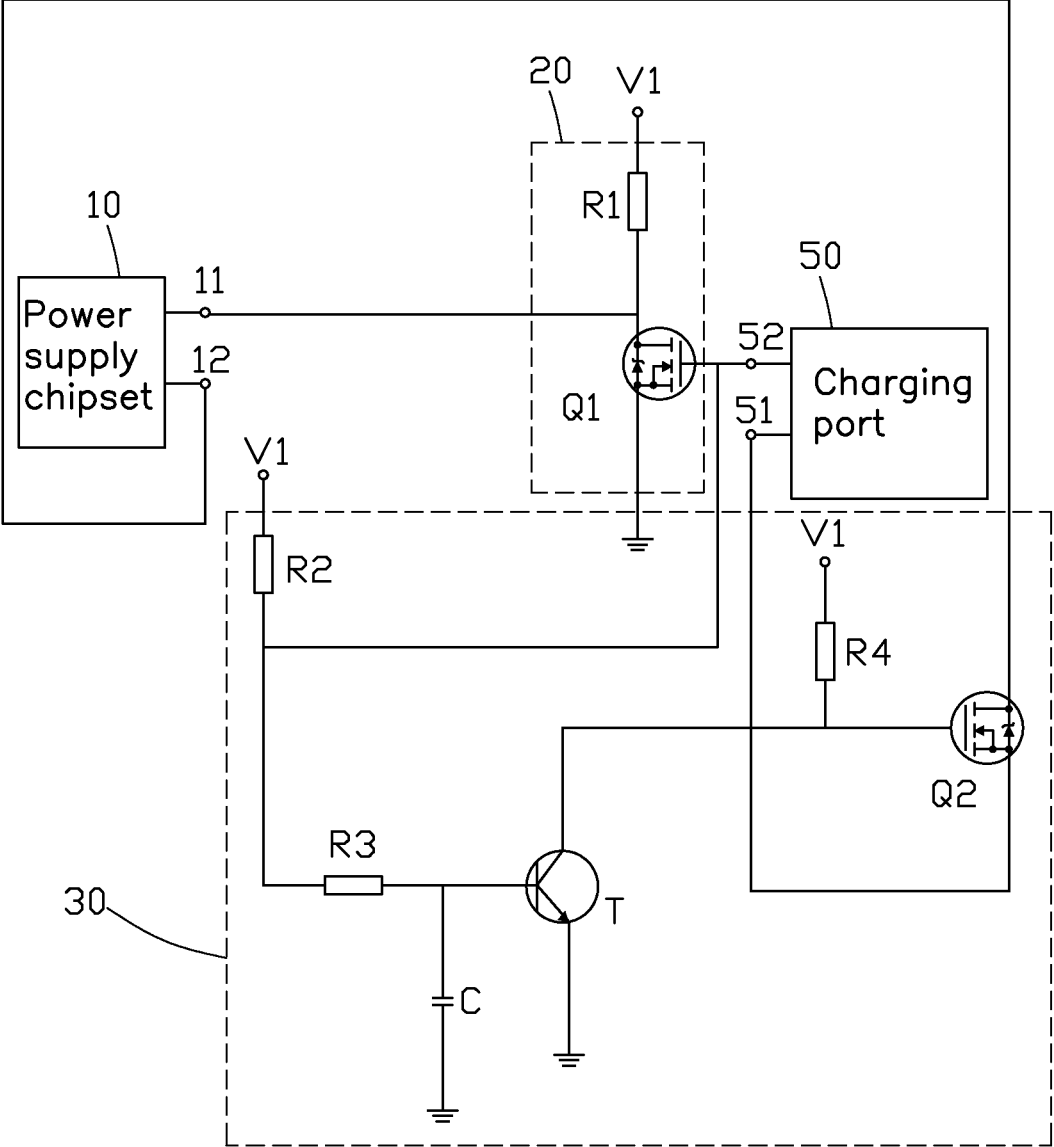 20
V1
10
R1
11
50
Power
supply
chipset
12
52
Charging
port
51
Q1
V1
V1
R2
R4
Q2
R3
30
T
C